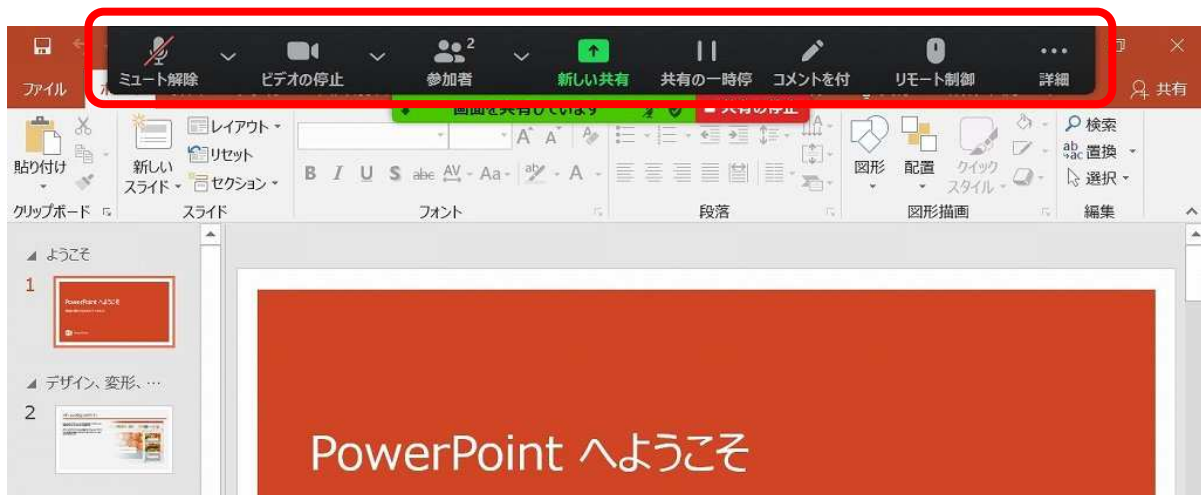 2
ミュート解除 ビデオの停止 参加者 新しい共有 共有の一時停 コメントを付 リモート制御 詳細
ファイル
共有
画面を共有しています 共有の停止
貼り付け
新しい
スライド
レイアウト
リセット
セクション
B I U S abc AV Aa A
図形 配置 クイック
スタイル
検索
置換
選択
クリップボード スライド フォント 段落 図形描画 編集
ようこそ
1
PowerPoint へようこそ
デザイン、変形、…
2
PowerPoint へようこそ